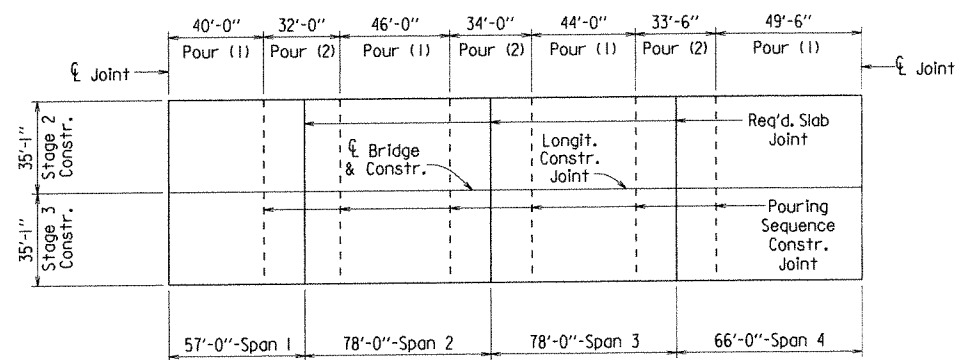 40'-0" 32'-0" 46'-0" 34'-0" 44'-0" 33'-6" 49'-6"
Pour (1) Pour (2) Pour (1) Pour (2) Pour (1) Pour (2) Pour (1)
℄ Joint
℄ Joint
35'-1"
Stage 2
Constr.
℄ Bridge
& Constr.
Longit.
Constr.
Joint
Req'd. Slab
Joint
35'-1"
Stage 3
Constr.
Pouring
Sequence
Constr.
Joint
57'-0"-Span 1 78'-0"-Span 2 78'-0"-Span 3 66'-0"-Span 4